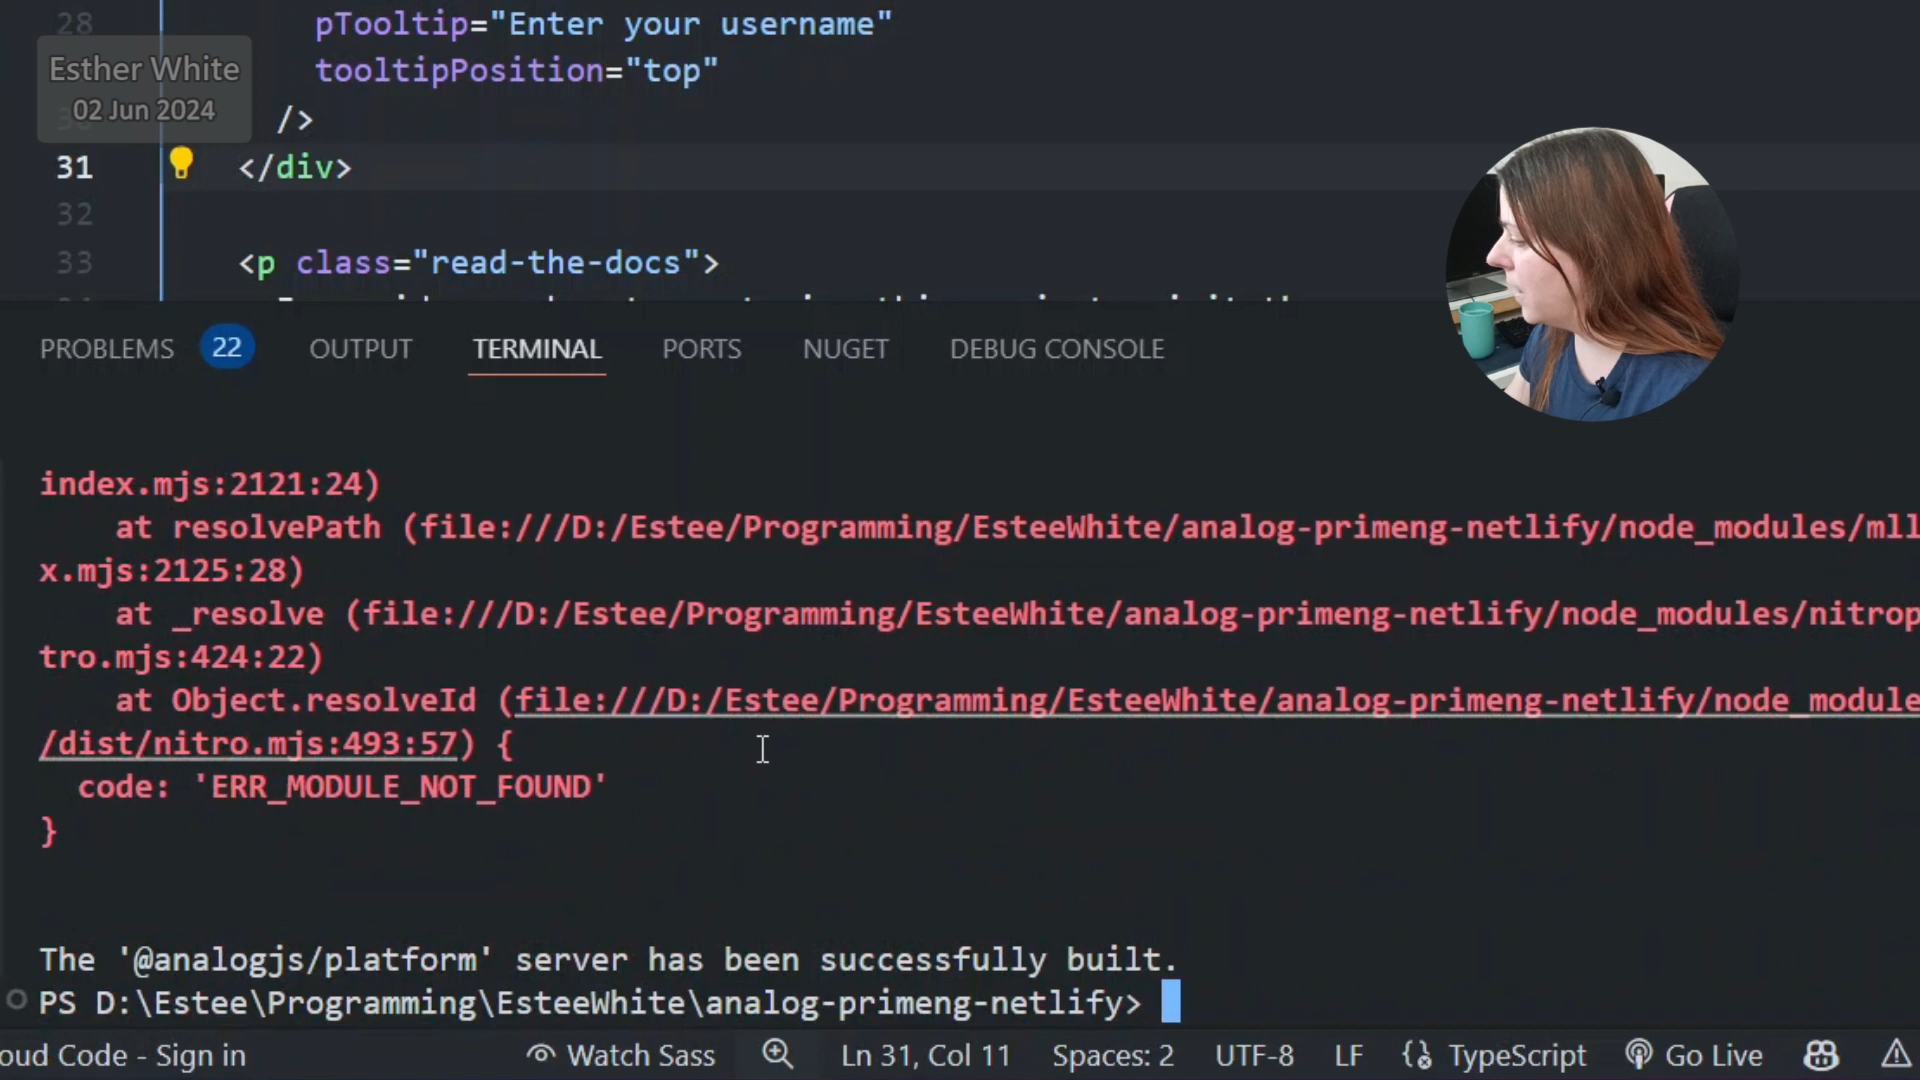 28
pTooltip="Enter your username"
Esther White
tooltipPosition="top"
02 Jun 2024
/>
31
</div>
32
33
<p class="read-the-docs">
PROBLEMS 22 OUTPUT TERMINAL PORTS NUGET DEBUG CONSOLE
index.mjs:2121:24)
at resolvePath (file:///D:/Estee/Programming/EsteeWhite/analog-primeng-netlify/node_modules/mll
x.mjs:2125:28)
at _resolve (file:///D:/Estee/Programming/EsteeWhite/analog-primeng-netlify/node_modules/nitrop
tro.mjs:424:22)
at Object.resolveId (file:///D:/Estee/Programming/EsteeWhite/analog-primeng-netlify/node_module
/dist/nitro.mjs:493:57) {
code: 'ERR_MODULE_NOT_FOUND'
}
The '@analogjs/platform' server has been successfully built.
PS D:\Estee\Programming\EsteeWhite\analog-primeng-netlify>
oud Code - Sign in Watch Sass Ln 31, Col 11 Spaces: 2 UTF-8 LF TypeScript Go Live